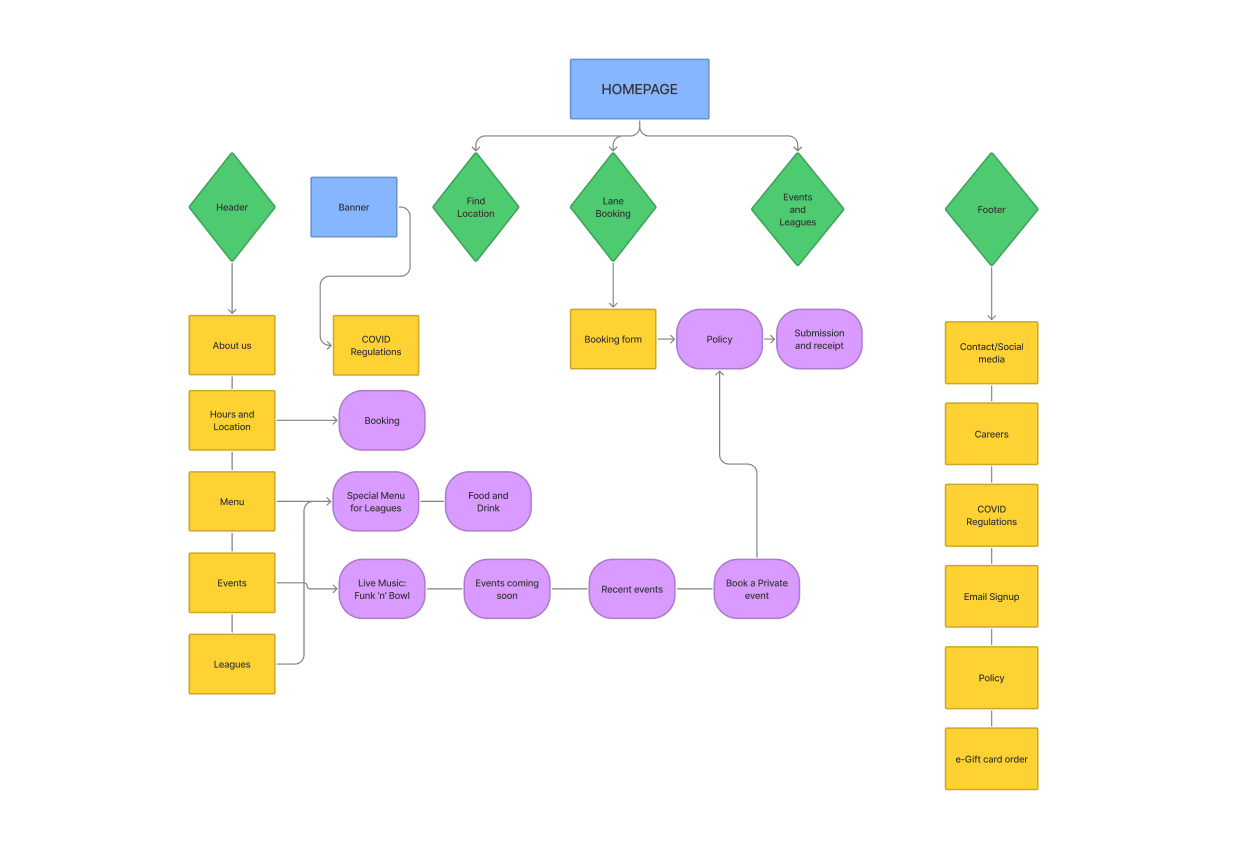 HOMEPAGE
Header
Banner
Find
Location
Lane
Booking
Events
and
Leagues
Footer
About us
COVID
Regulations
Booking form
Policy
Submission
and receipt
Contact/Social
media
Hours and
Location
Booking
Careers
Menu
Special Menu
for Leagues
Food and
Drink
COVID
Regulations
Events
Live Music:
Funk 'n' Bowl
Events coming
soon
Recent events
Book a Private
event
Email Signup
Leagues
Policy
e-Gift card order